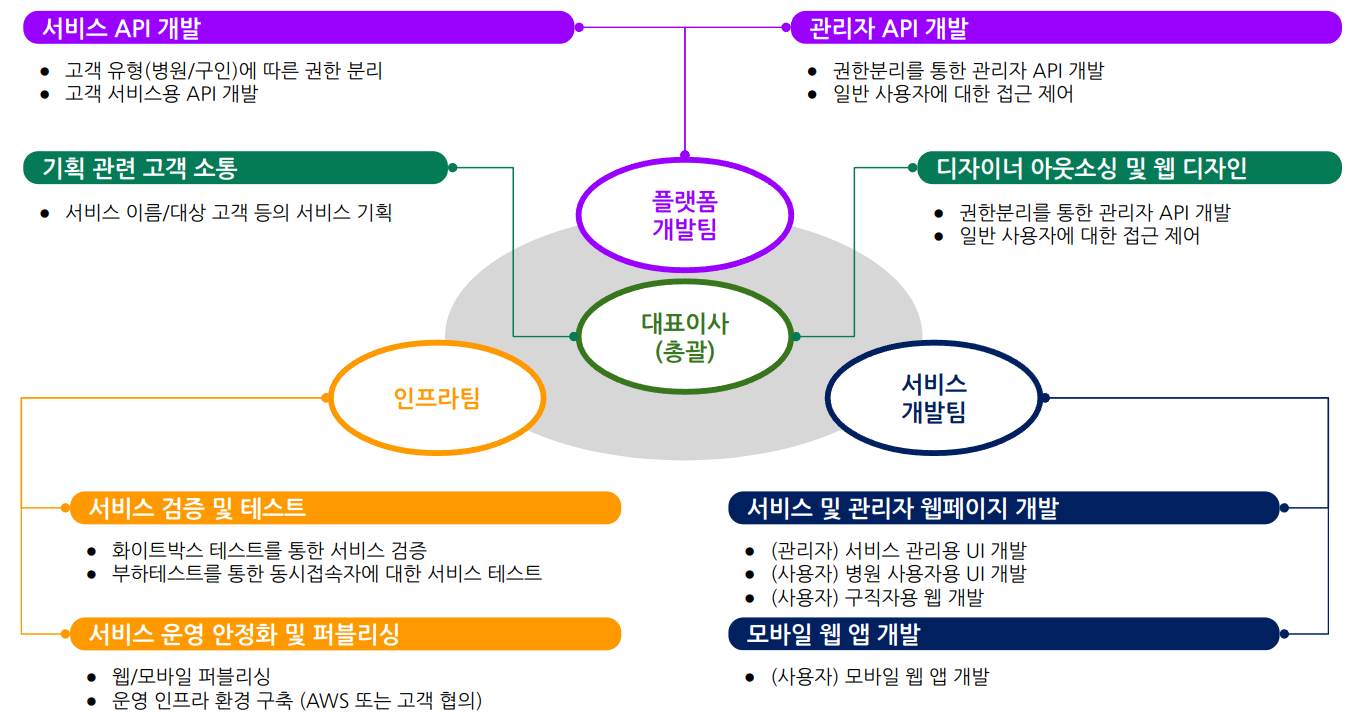 서비스 API 개발
● 고객 유형(병원/구인)에 따른 권한 분리
● 고객 서비스용 API 개발
관리자 API 개발
● 권한분리를 통한 관리자 API 개발
● 일반 사용자에 대한 접근 제어
기획 관련 고객 소통
● 서비스 이름/대상 고객 등의 서비스 기획
플랫폼
개발팀
디자이너 아웃소싱 및 웹 디자인
● 권한분리를 통한 관리자 API 개발
● 일반 사용자에 대한 접근 제어
대표이사
(총괄)
인프라팀
서비스
개발팀
서비스 검증 및 테스트
● 화이트박스 테스트를 통한 서비스 검증
● 부하테스트를 통한 동시접속자에 대한 서비스 테스트
서비스 운영 안정화 및 퍼블리싱
● 웹/모바일 퍼블리싱
● 운영 인프라 환경 구축 (AWS 또는 고객 협의)
서비스 및 관리자 웹페이지 개발
● (관리자) 서비스 관리용 UI 개발
● (사용자) 병원 사용자용 UI 개발
● (사용자) 구직자용 웹 개발
모바일 웹 앱 개발
● (사용자) 모바일 웹 앱 개발